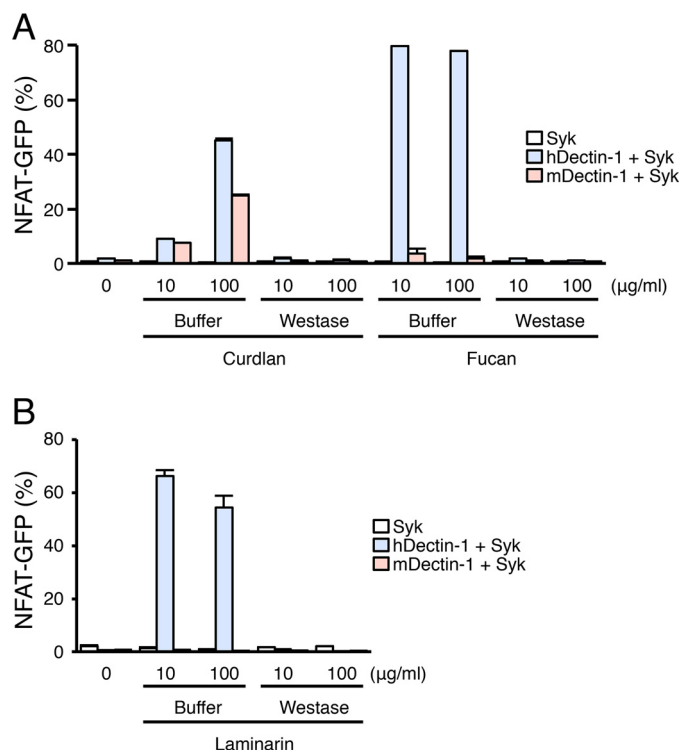 A
NFAT-GFP (%)
80
60
40
20
0
Syk
hDectin-1 + Syk
mDectin-1 + Syk
0 10 100 10 100 10 100 10 100 (μg/ml)
Buffer Westase Buffer Westase
Curdlan Fucan
B
NFAT-GFP (%)
80
60
40
20
0
Syk
hDectin-1 + Syk
mDectin-1 + Syk
0 10 100 10 100 (μg/ml)
Buffer Westase
Laminarin